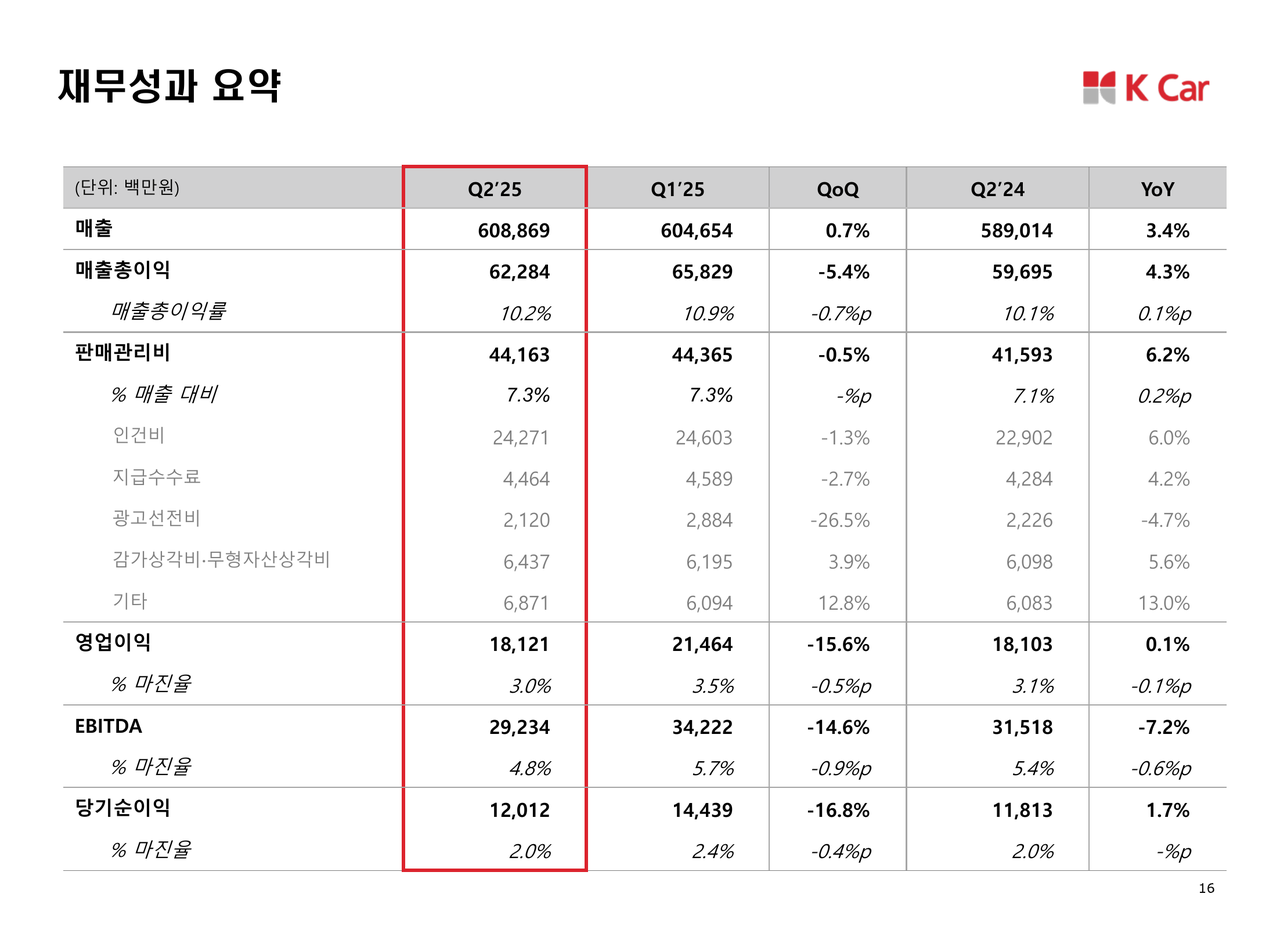 재무성과 요약
K Car
(단위: 백만원) Q2’25 Q1’25 QoQ Q2’24 YoY
매출 608,869 604,654 0.7% 589,014 3.4%
매출총이익 62,284 65,829 -5.4% 59,695 4.3%
매출총이익률 10.2% 10.9% -0.7%p 10.1% 0.1%p
판매관리비 44,163 44,365 -0.5% 41,593 6.2%
% 매출 대비 7.3% 7.3% -%p 7.1% 0.2%p
인건비 24,271 24,603 -1.3% 22,902 6.0%
지급수수료 4,464 4,589 -2.7% 4,284 4.2%
광고선전비 2,120 2,884 -26.5% 2,226 -4.7%
감가상각비·무형자산상각비 6,437 6,195 3.9% 6,098 5.6%
기타 6,871 6,094 12.8% 6,083 13.0%
영업이익 18,121 21,464 -15.6% 18,103 0.1%
% 마진율 3.0% 3.5% -0.5%p 3.1% -0.1%p
EBITDA 29,234 34,222 -14.6% 31,518 -7.2%
% 마진율 4.8% 5.7% -0.9%p 5.4% -0.6%p
당기순이익 12,012 14,439 -16.8% 11,813 1.7%
% 마진율 2.0% 2.4% -0.4%p 2.0% -%p
16